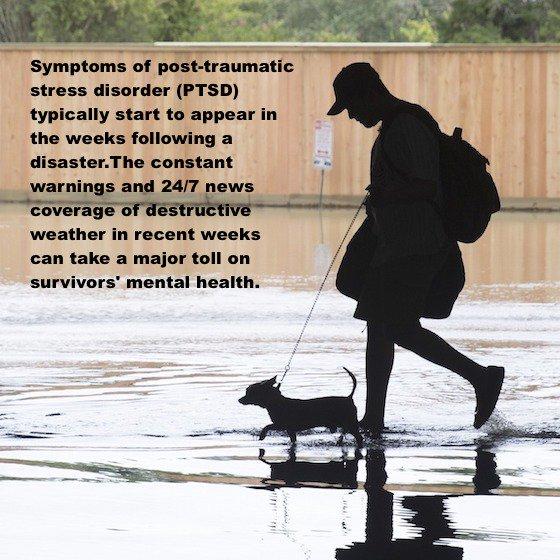 Symptoms of post-traumatic
stress disorder (PTSD)
typically start to appear in
the weeks following a
disaster.The constant
warnings and 24/7 news
coverage of destructive
weather in recent weeks
can take a major toll on
survivors' mental health.